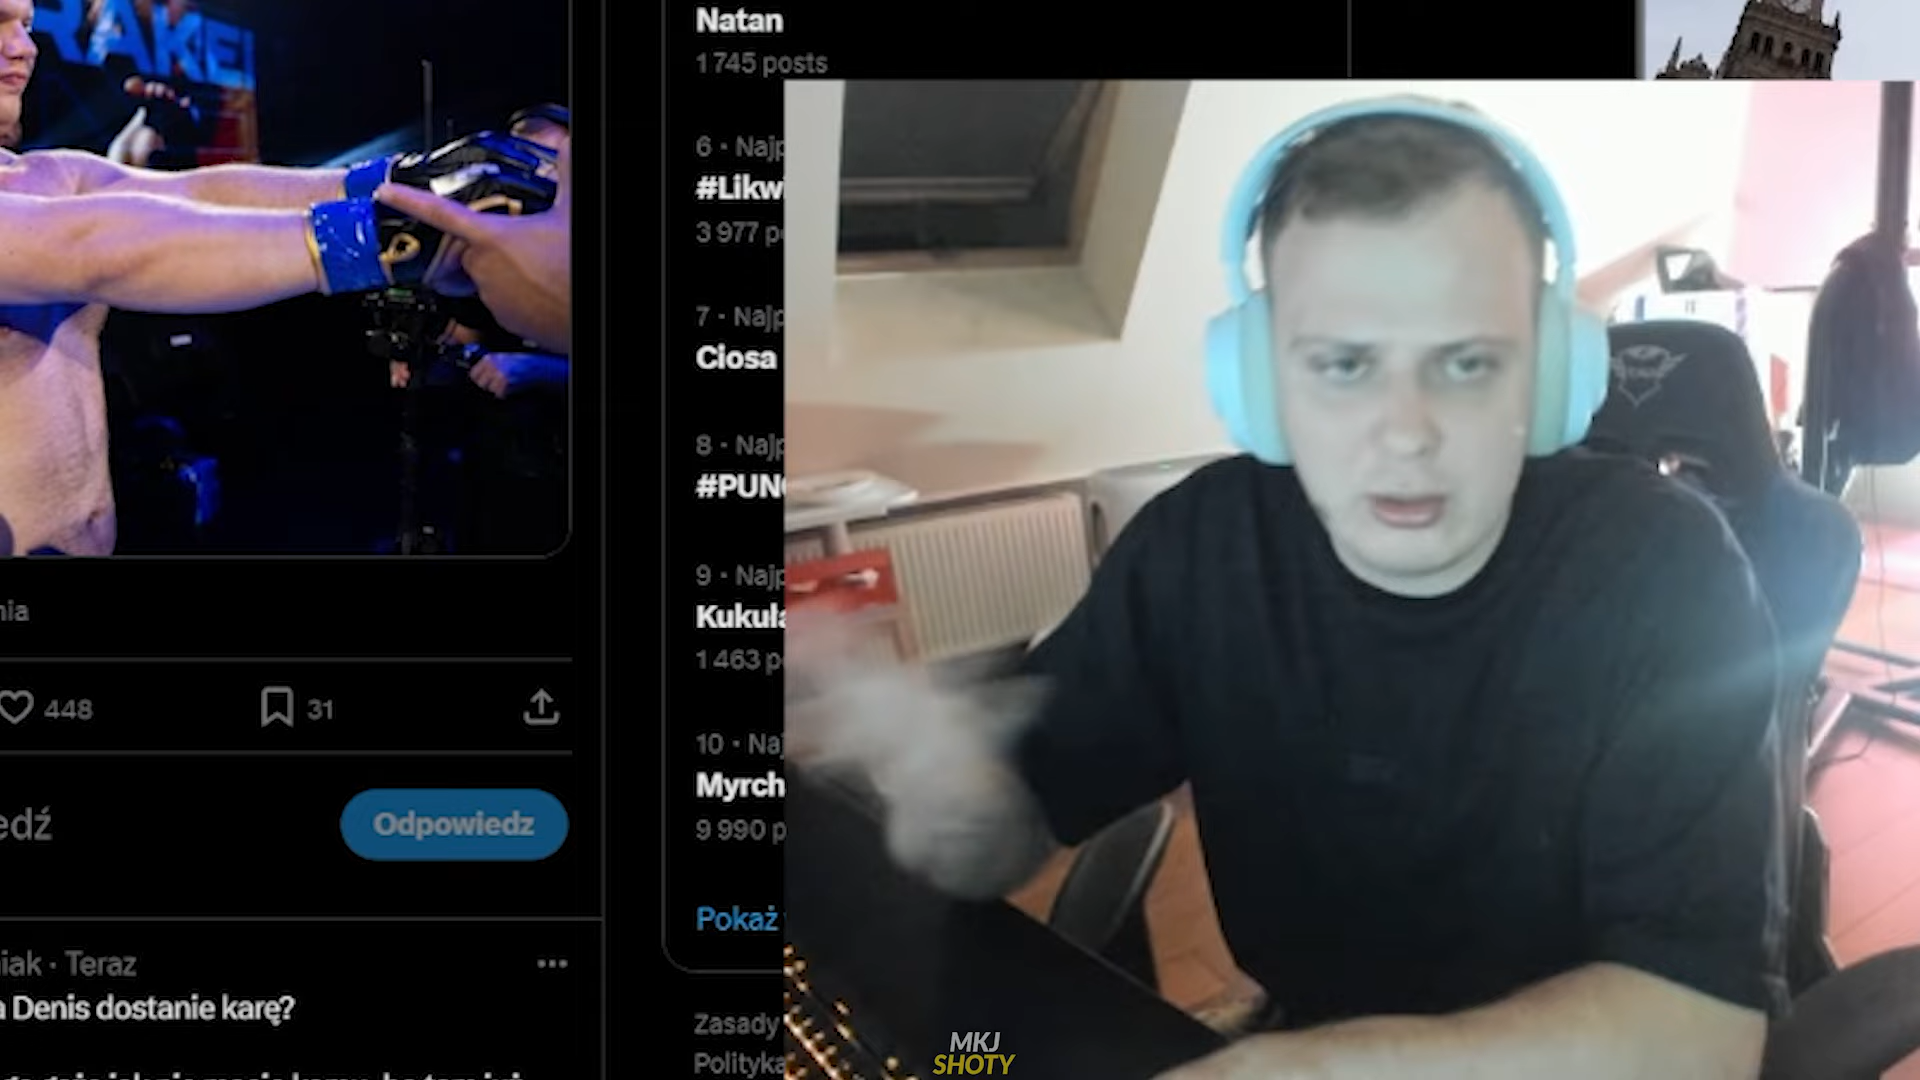 RAKE!
nia
448
31
edź
Odpowiedz
iak · Teraz
a Denis dostanie karę?
Natan
1 745 posts
6 · Najp
#Likw
3 977 p
7 · Najp
Ciosa
8 · Najp
#PUN
9 · Najp
Kukuła
1 463 p
10 · Naj
Myrch
9 990 p
Pokaż
Zasady
Polityka
MKJ
SHOTY